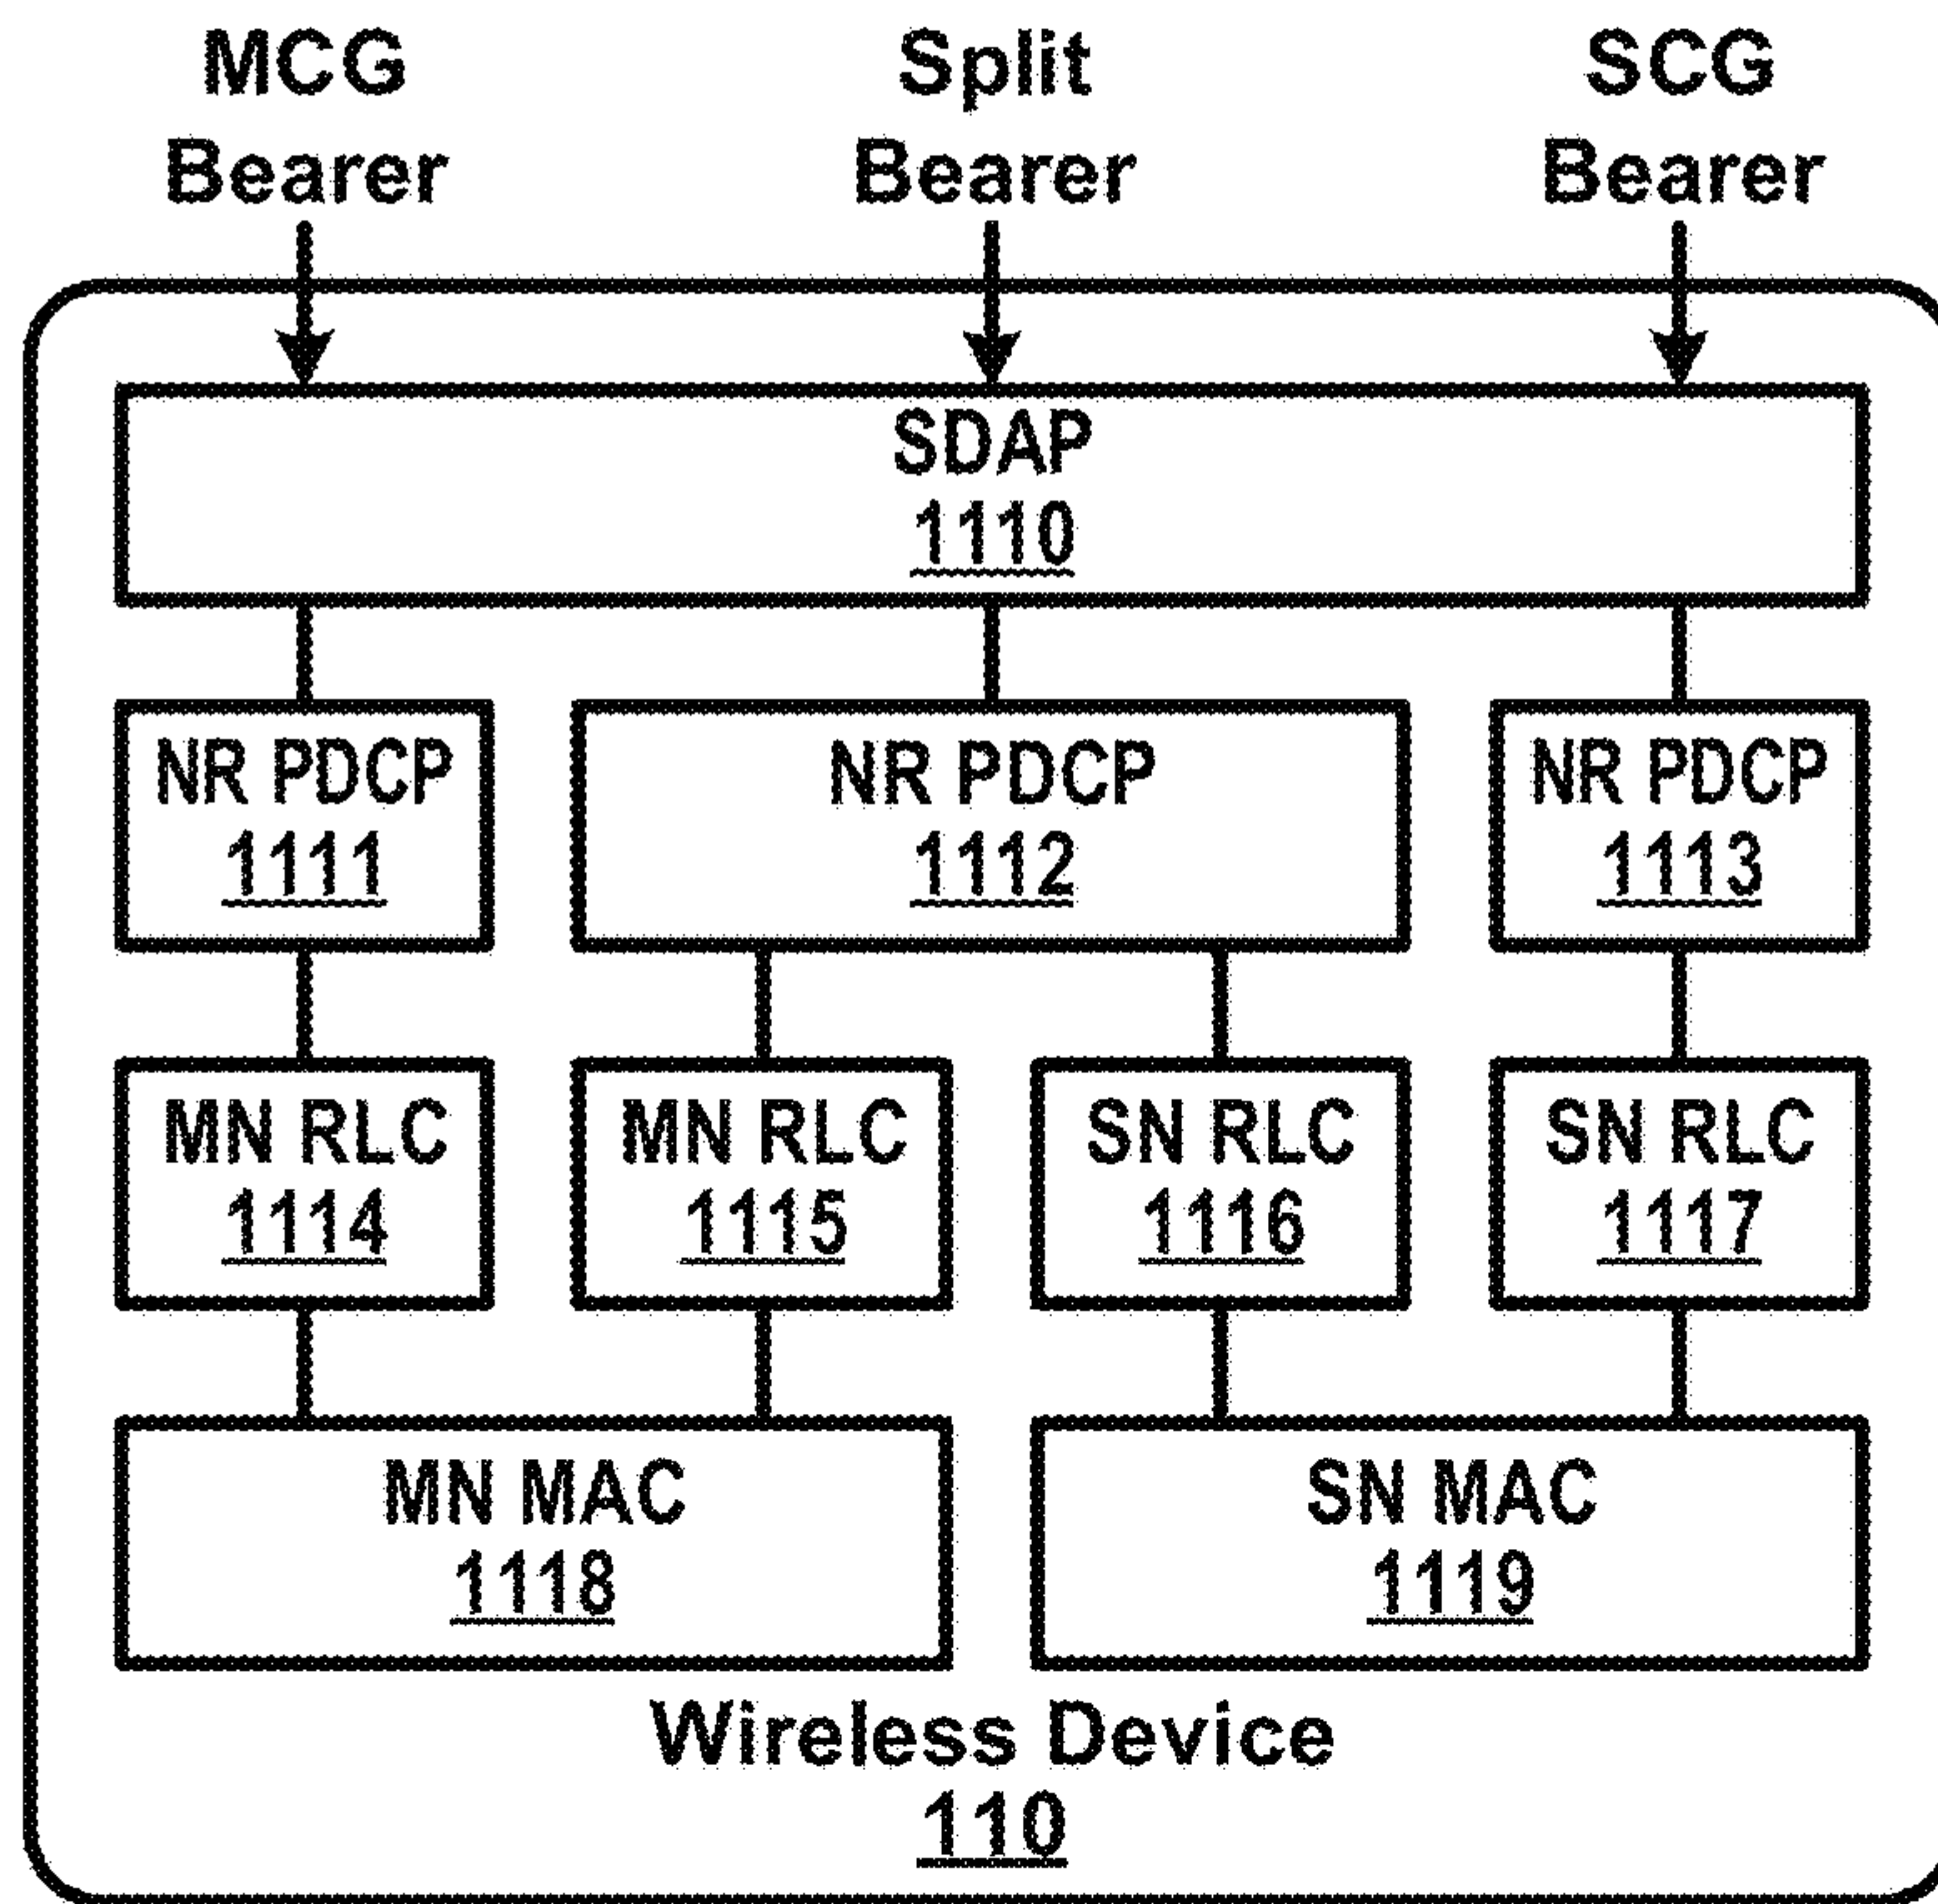 MCG
Bearer
Split
Bearer
SCG
Bearer
SDAP
1110
NR PDCP
1111
NR PDCP
1112
NR PDCP
1113
MN RLC
1114
MN RLC
1115
SN RLC
1116
SN RLC
1117
MN MAC
1118
SN MAC
1119
Wireless Device
110